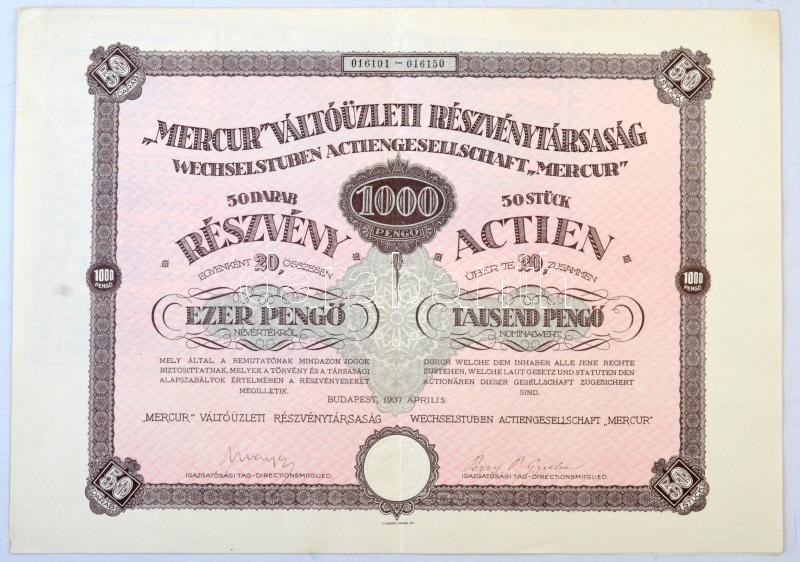 016101 – 016150
50
50
DARAB
„MERCUR” VÁLTÓÜZLETI RÉSZVÉNYTÁRSASÁG
WECHSELSTUBEN ACTIENGESELLSCHAFT „MERCUR”
1000
PENGŐ
50 DARAB
RÉSZVÉNY
EGYENKÉNT 20, ÖSSZESEN
EZER PENGŐ
NÉVÉRTÉKRŐL,
50 STÜCK
ACTIEN
ÜBER JE 20, ZUSAMMEN
TAUSEND PENGŐ
NOMINALWERT,
1000
PENGŐ
1000
PENGŐ
MELY ÁLTAL A BEMUTATÓNAK MINDAZON JOGOK
BIZTOSITTATNAK, MELYEK A TÖRVÉNY ÉS A TÁRSASÁGI
ALAPSZABÁLYOK ÉRTELMÉBEN A RÉSZVÉNYESEKET
MEGILLETIK.
DURCH WELCHE DEM INHABER ALLE JENE RECHTE
ZUSTEHEN, WELCHE LAUT GESETZ UND STATUTEN DEN
ACTIONÄREN DIESER GESELLSCHAFT ZUGESICHERT
SIND.
BUDAPEST, 1937 ÁPRILIS
„MERCUR” VÁLTÓÜZLETI RÉSZVÉNYTÁRSASÁG
WECHSELSTUBEN ACTIENGESELLSCHAFT „MERCUR”
IGAZGATÓSÁGI TAG–DIRECTIONSMITGLIED.
IGAZGATÓSÁGI TAG–DIRECTIONSMITGLIED.
50
DARAB
50